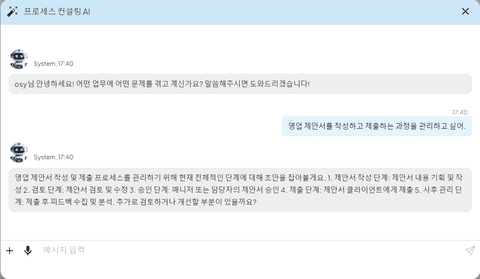 프로세스 컨설팅 AI
System, 17:40
osy님 안녕하세요! 어떤 업무에 어떤 문제를 겪고 계신가요? 말씀해주시면 도와드리겠습니다!
17:40
영업 제안서를 작성하고 제출하는 과정을 관리하고 싶어.
System, 17:40
영업 제안서 작성 및 제출 프로세스를 관리하기 위해 현재 전체적인 단계에 대해 초안을 잡아볼게요. 1. 제안서 작성 단계: 제안서 내용 기획 및 작
성 2. 검토 단계: 제안서 검토 및 수정 3. 승인 단계: 매니저 또는 담당자의 제안서 승인 4. 제출 단계: 제안서 클라이언트에게 제출 5. 사후 관리 단
계: 제출 후 피드백 수집 및 분석. 추가로 검토하거나 개선할 부분이 있을까요?
메시지 입력